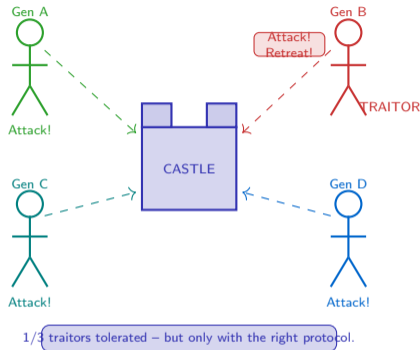 Gen A
Gen B
Attack!
Retreat!
TRAITOR
Attack!
CASTLE
Gen C
Gen D
Attack!
Attack!
1/3 traitors tolerated – but only with the right protocol.